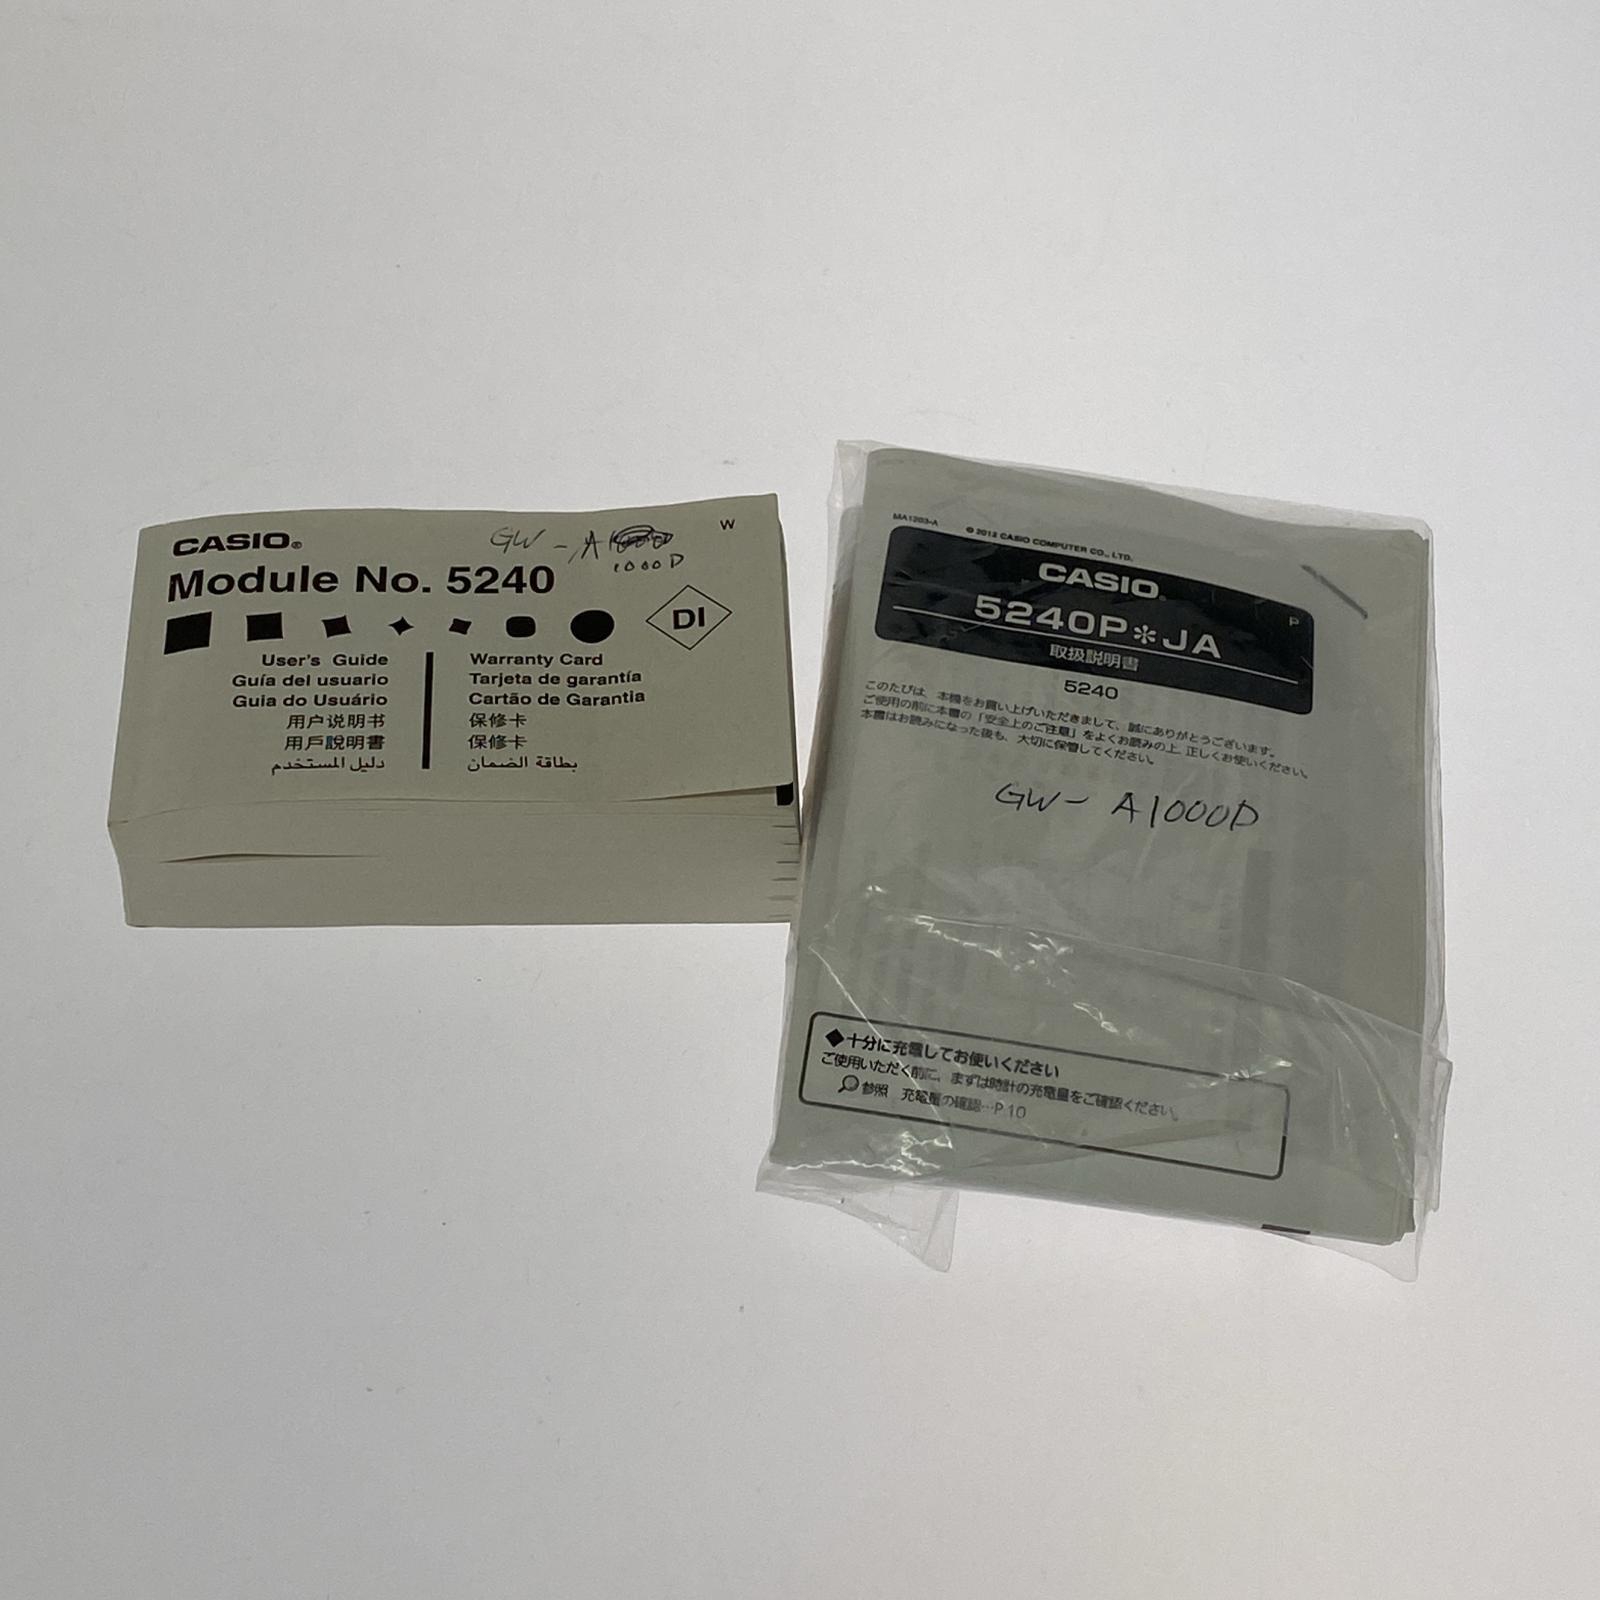 CASIO®
GW-A
W
1000D
Module No. 5240
DI
User's Guide
Guía del usuario
Guia do Usuário
用户说明书
用戶說明書
دليل المستخدم
Warranty Card
Tarjeta de garantía
Cartão de Garantia
保修卡
保修卡
بطاقة الضمان
MA1203-A
© 2012 CASIO COMPUTER CO., LTD.
CASIO®
P
5240P*JA
取扱説明書
5240
このたびは、本機をお買い上げいただきまして、誠にありがとうございます。
ご使用の前に本書の「安全上のご注意」をよくお読みの上、正しくお使いください。
本書はお読みになった後も、大切に保管してください。
GW-A1000D
◆十分に充電してお使いください
ご使用いただく前に、まずは時計の充電量をご確認ください。
参照 充電量の確認…P.10